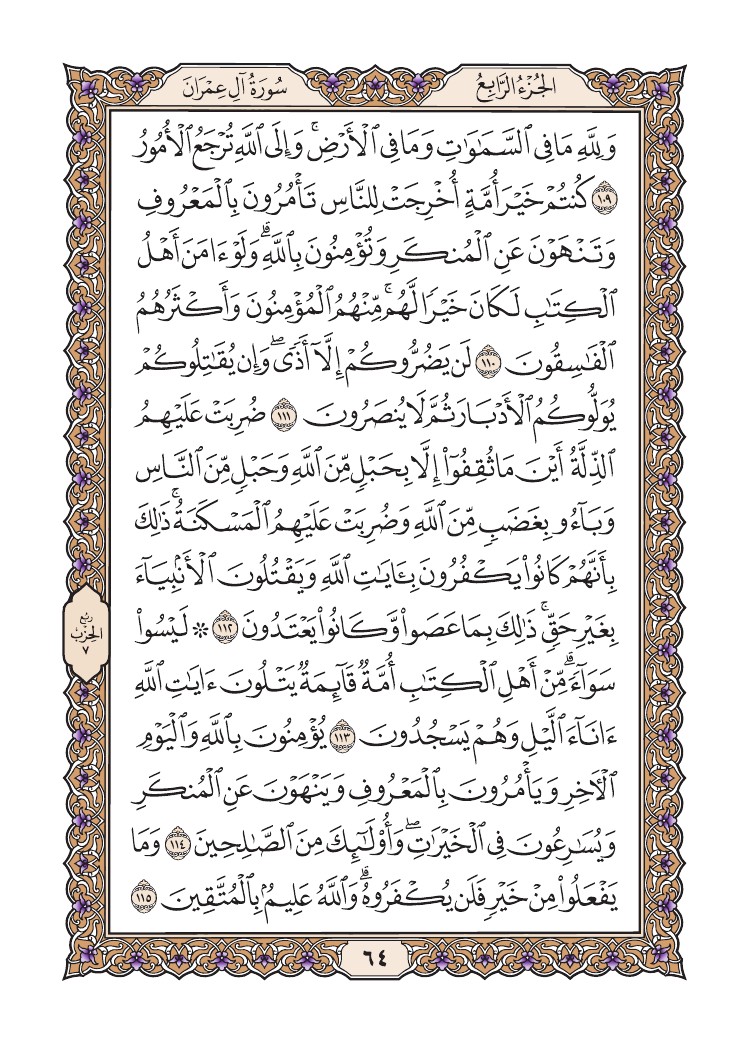 الجُزْءُ الرَّابِعُ
سُورَةُ آلِ عِمْرَانَ
وَلِلَّهِ مَا فِي ٱلسَّمَٰوَٰتِ وَمَا فِي ٱلْأَرْضِۚ وَإِلَى ٱللَّهِ تُرْجَعُ ٱلْأُمُورُ
١٠٩ كُنتُمْ خَيْرَ أُمَّةٍ أُخْرِجَتْ لِلنَّاسِ تَأْمُرُونَ بِٱلْمَعْرُوفِ
وَتَنْهَوْنَ عَنِ ٱلْمُنكَرِ وَتُؤْمِنُونَ بِٱللَّهِۗ وَلَوْ ءَامَنَ أَهْلُ
ٱلْكِتَٰبِ لَكَانَ خَيْرًا لَّهُمۚ مِّنْهُمُ ٱلْمُؤْمِنُونَ وَأَكْثَرُهُمُ
ٱلْفَٰسِقُونَ ١١٠ لَن يَضُرُّوكُمْ إِلَّآ أَذًىۖ وَإِن يُقَٰتِلُوكُمْ
يُوَلُّوكُمُ ٱلْأَدْبَارَ ثُمَّ لَا يُنصَرُونَ ١١١ ضُرِبَتْ عَلَيْهِمُ
ٱلذِّلَّةُ أَيْنَ مَا ثُقِفُوٓا۟ إِلَّا بِحَبْلٍ مِّنَ ٱللَّهِ وَحَبْلٍ مِّنَ ٱلنَّاسِ
وَبَآءُو بِغَضَبٍ مِّنَ ٱللَّهِ وَضُرِبَتْ عَلَيْهِمُ ٱلْمَسْكَنَةُۚ ذَٰلِكَ
بِأَنَّهُمْ كَانُوا۟ يَكْفُرُونَ بِـَٔايَٰتِ ٱللَّهِ وَيَقْتُلُونَ ٱلْأَنۢبِيَآءَ
بِغَيْرِ حَقٍّۚ ذَٰلِكَ بِمَا عَصَوا۟ وَّكَانُوا۟ يَعْتَدُونَ ١١٢ ۞ لَيْسُوا۟
سَوَآءًۗ مِّنْ أَهْلِ ٱلْكِتَٰبِ أُمَّةٌ قَآئِمَةٌ يَتْلُونَ ءَايَٰتِ ٱللَّهِ
ءَانَآءَ ٱلَّيْلِ وَهُمْ يَسْجُدُونَ ١١٣ يُؤْمِنُونَ بِٱللَّهِ وَٱلْيَوْمِ
ٱلْءَاخِرِ وَيَأْمُرُونَ بِٱلْمَعْرُوفِ وَيَنْهَوْنَ عَنِ ٱلْمُنكَرِ
وَيُسَٰرِعُونَ فِي ٱلْخَيْرَٰتِۖ وَأُو۟لَٰٓئِكَ مِنَ ٱلصَّٰلِحِينَ ١١٤ وَمَا
يَفْعَلُوا۟ مِنْ خَيْرٍ فَلَن يُكْفَرُوهُۗ وَٱللَّهُ عَلِيمٌۢ بِٱلْمُتَّقِينَ ١١٥
رُبْعُ
الحِزْبِ
٧
٦٤